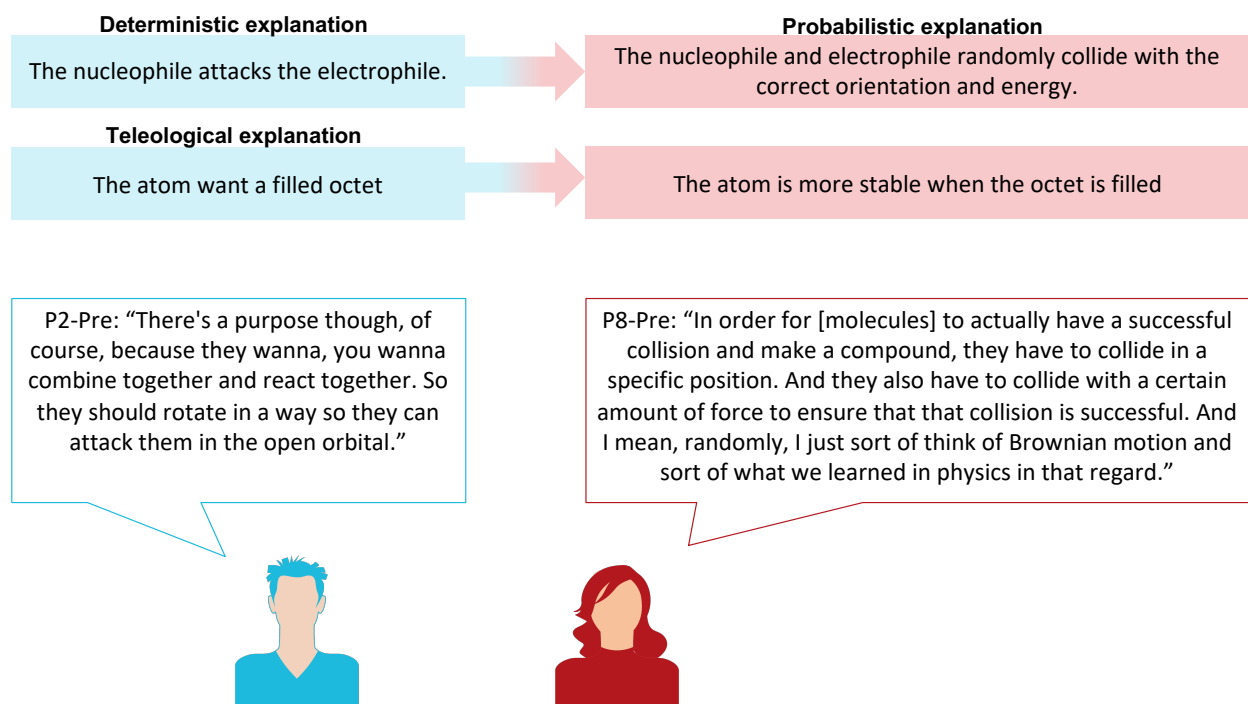 Deterministic explanation
Probabilistic explanation
The nucleophile attacks the electrophile.
The nucleophile and electrophile randomly collide with the
correct orientation and energy.
Teleological explanation
The atom want a filled octet
The atom is more stable when the octet is filled
P2-Pre: “There's a purpose though, of
course, because they wanna, you wanna
combine together and react together. So
they should rotate in a way so they can
attack them in the open orbital.”
P8-Pre: “In order for [molecules] to actually have a successful
collision and make a compound, they have to collide in a
specific position. And they also have to collide with a certain
amount of force to ensure that that collision is successful. And
I mean, randomly, I just sort of think of Brownian motion and
sort of what we learned in physics in that regard.”